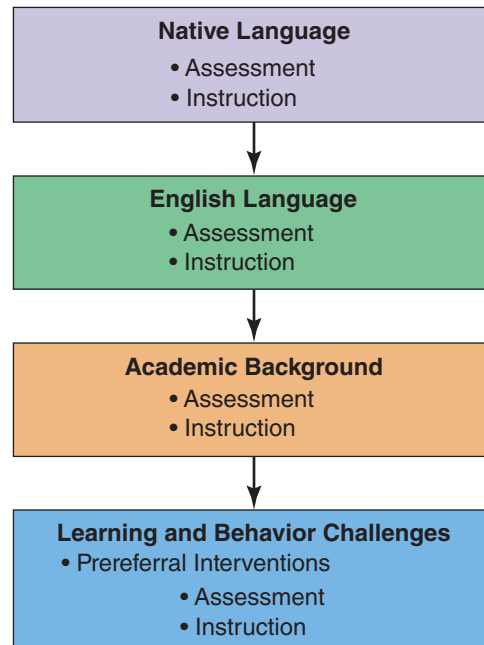 Native Language
• Assessment
• Instruction
English Language
• Assessment
• Instruction
Academic Background
• Assessment
• Instruction
Learning and Behavior Challenges
• Prereferral Interventions
• Assessment
• Instruction